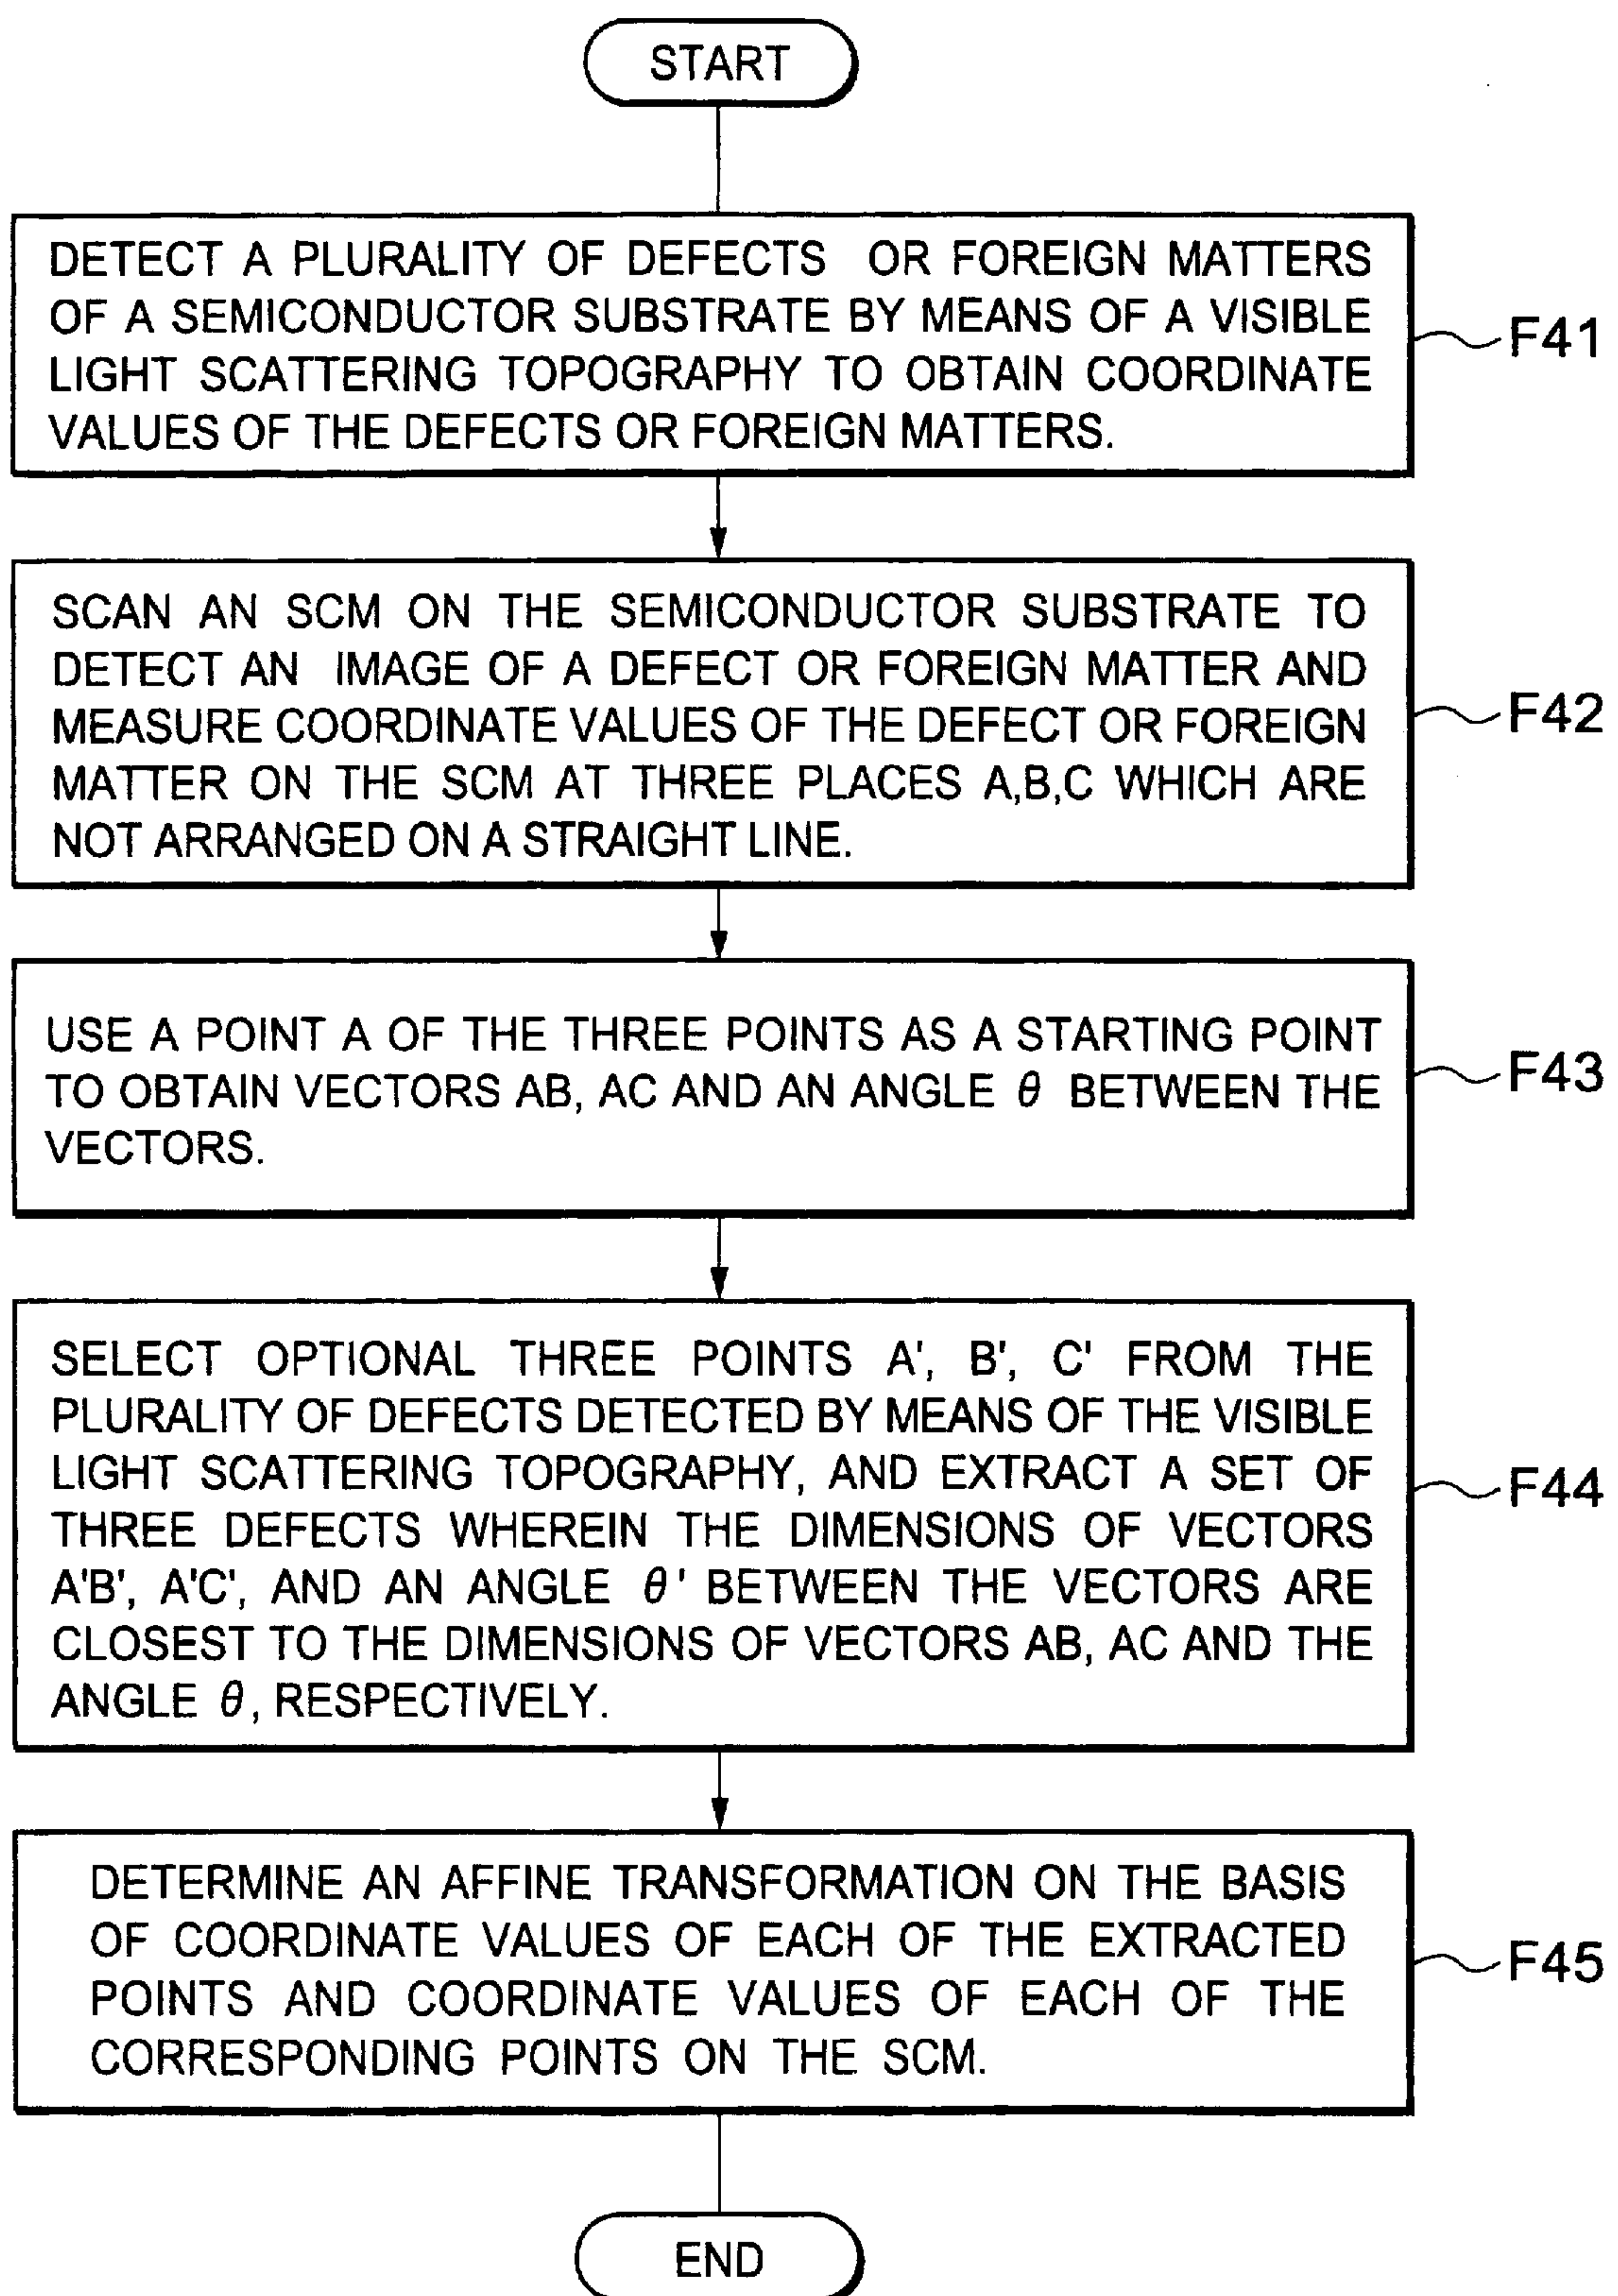 START
DETECT A PLURALITY OF DEFECTS OR FOREIGN MATTERS
OF A SEMICONDUCTOR SUBSTRATE BY MEANS OF A VISIBLE
LIGHT SCATTERING TOPOGRAPHY TO OBTAIN COORDINATE
VALUES OF THE DEFECTS OR FOREIGN MATTERS.
F41
SCAN AN SCM ON THE SEMICONDUCTOR SUBSTRATE TO
DETECT AN IMAGE OF A DEFECT OR FOREIGN MATTER AND
MEASURE COORDINATE VALUES OF THE DEFECT OR FOREIGN
MATTER ON THE SCM AT THREE PLACES A,B,C WHICH ARE
NOT ARRANGED ON A STRAIGHT LINE.
F42
USE A POINT A OF THE THREE POINTS AS A STARTING POINT
TO OBTAIN VECTORS AB, AC AND AN ANGLE θ BETWEEN THE
VECTORS.
F43
SELECT OPTIONAL THREE POINTS A', B', C' FROM THE
PLURALITY OF DEFECTS DETECTED BY MEANS OF THE VISIBLE
LIGHT SCATTERING TOPOGRAPHY, AND EXTRACT A SET OF
THREE DEFECTS WHEREIN THE DIMENSIONS OF VECTORS
A'B', A'C', AND AN ANGLE θ' BETWEEN THE VECTORS ARE
CLOSEST TO THE DIMENSIONS OF VECTORS AB, AC AND THE
ANGLE θ, RESPECTIVELY.
F44
DETERMINE AN AFFINE TRANSFORMATION ON THE BASIS
OF COORDINATE VALUES OF EACH OF THE EXTRACTED
POINTS AND COORDINATE VALUES OF EACH OF THE
CORRESPONDING POINTS ON THE SCM.
F45
END